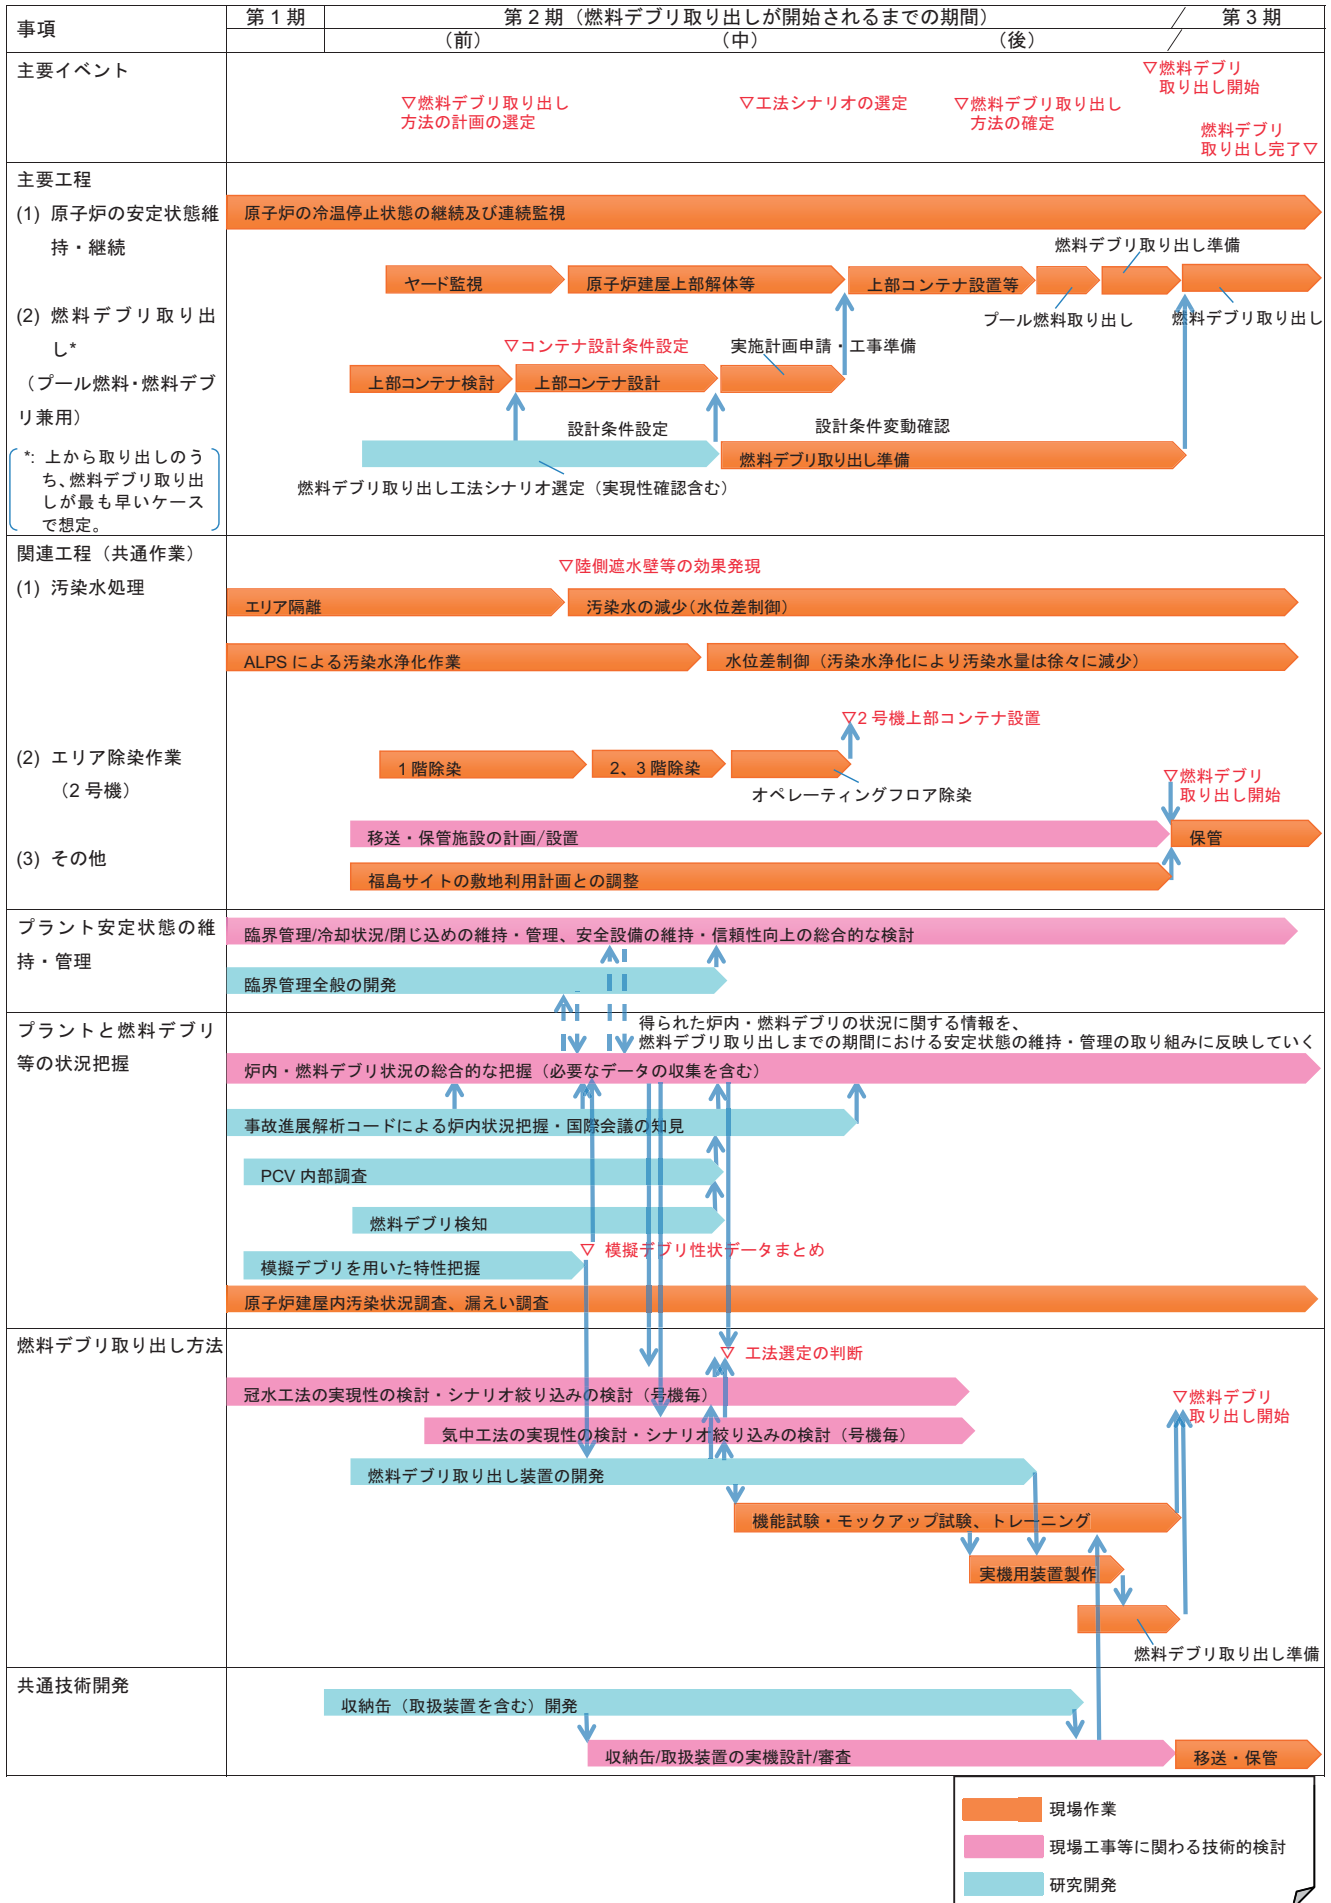 事項
第1期
第2期（燃料デブリ取り出しが開始されるまでの期間）
第3期
（前）
（中）
（後）
主要イベント
▽燃料デブリ
取り出し開始
▽燃料デブリ取り出し
方法の計画の選定
▽工法シナリオの選定
▽燃料デブリ取り出し
方法の確定
燃料デブリ
取り出し完了▽
主要工程
(1) 原子炉の安定状態維
持・継続
原子炉の冷温停止状態の継続及び連続監視
燃料デブリ取り出し準備
ヤード監視
原子炉建屋上部解体等
上部コンテナ設置等
(2) 燃料デブリ取り出
し*
（プール燃料・燃料デブ
リ兼用）
プール燃料取り出し
燃料デブリ取り出し
▽コンテナ設計条件設定
実施計画申請・工事準備
上部コンテナ検討
上部コンテナ設計
設計条件設定
設計条件変動確認
燃料デブリ取り出し準備
燃料デブリ取り出し工法シナリオ選定（実現性確認含む）
*: 上から取り出しのう
ち、燃料デブリ取り出
しが最も早いケース
で想定。
関連工程（共通作業）
(1) 汚染水処理
▽陸側遮水壁等の効果発現
エリア隔離
汚染水の減少（水位差制御）
ALPS による汚染水浄化作業
水位差制御（汚染水浄化により汚染水量は徐々に減少）
▽2 号機上部コンテナ設置
(2) エリア除染作業
（2 号機）
1 階除染
2、3 階除染
オペレーティングフロア除染
▽燃料デブリ
取り出し開始
(3) その他
移送・保管施設の計画/設置
保管
福島サイトの敷地利用計画との調整
プラント安定状態の維
持・管理
臨界管理/冷却状況/閉じ込めの維持・管理、安全設備の維持・信頼性向上の総合的な検討
臨界管理全般の開発
プラントと燃料デブリ
等の状況把握
得られた炉内・燃料デブリの状況に関する情報を、
燃料デブリ取り出しまでの期間における安定状態の維持・管理の取り組みに反映していく
炉内・燃料デブリ状況の総合的な把握（必要なデータの収集を含む）
事故進展解析コードによる炉内状況把握・国際会議の知見
PCV 内部調査
燃料デブリ検知
▽ 模擬デブリ性状データまとめ
模擬デブリを用いた特性把握
原子炉建屋内汚染状況調査、漏えい調査
燃料デブリ取り出し方法
▽ 工法選定の判断
冠水工法の実現性の検討・シナリオ絞り込みの検討（号機毎）
▽燃料デブリ
取り出し開始
気中工法の実現性の検討・シナリオ絞り込みの検討（号機毎）
燃料デブリ取り出し装置の開発
機能試験・モックアップ試験、トレーニング
実機用装置製作
燃料デブリ取り出し準備
共通技術開発
収納缶（取扱装置を含む）開発
収納缶/取扱装置の実機設計/審査
移送・保管
現場作業
現場工事等に関わる技術的検討
研究開発